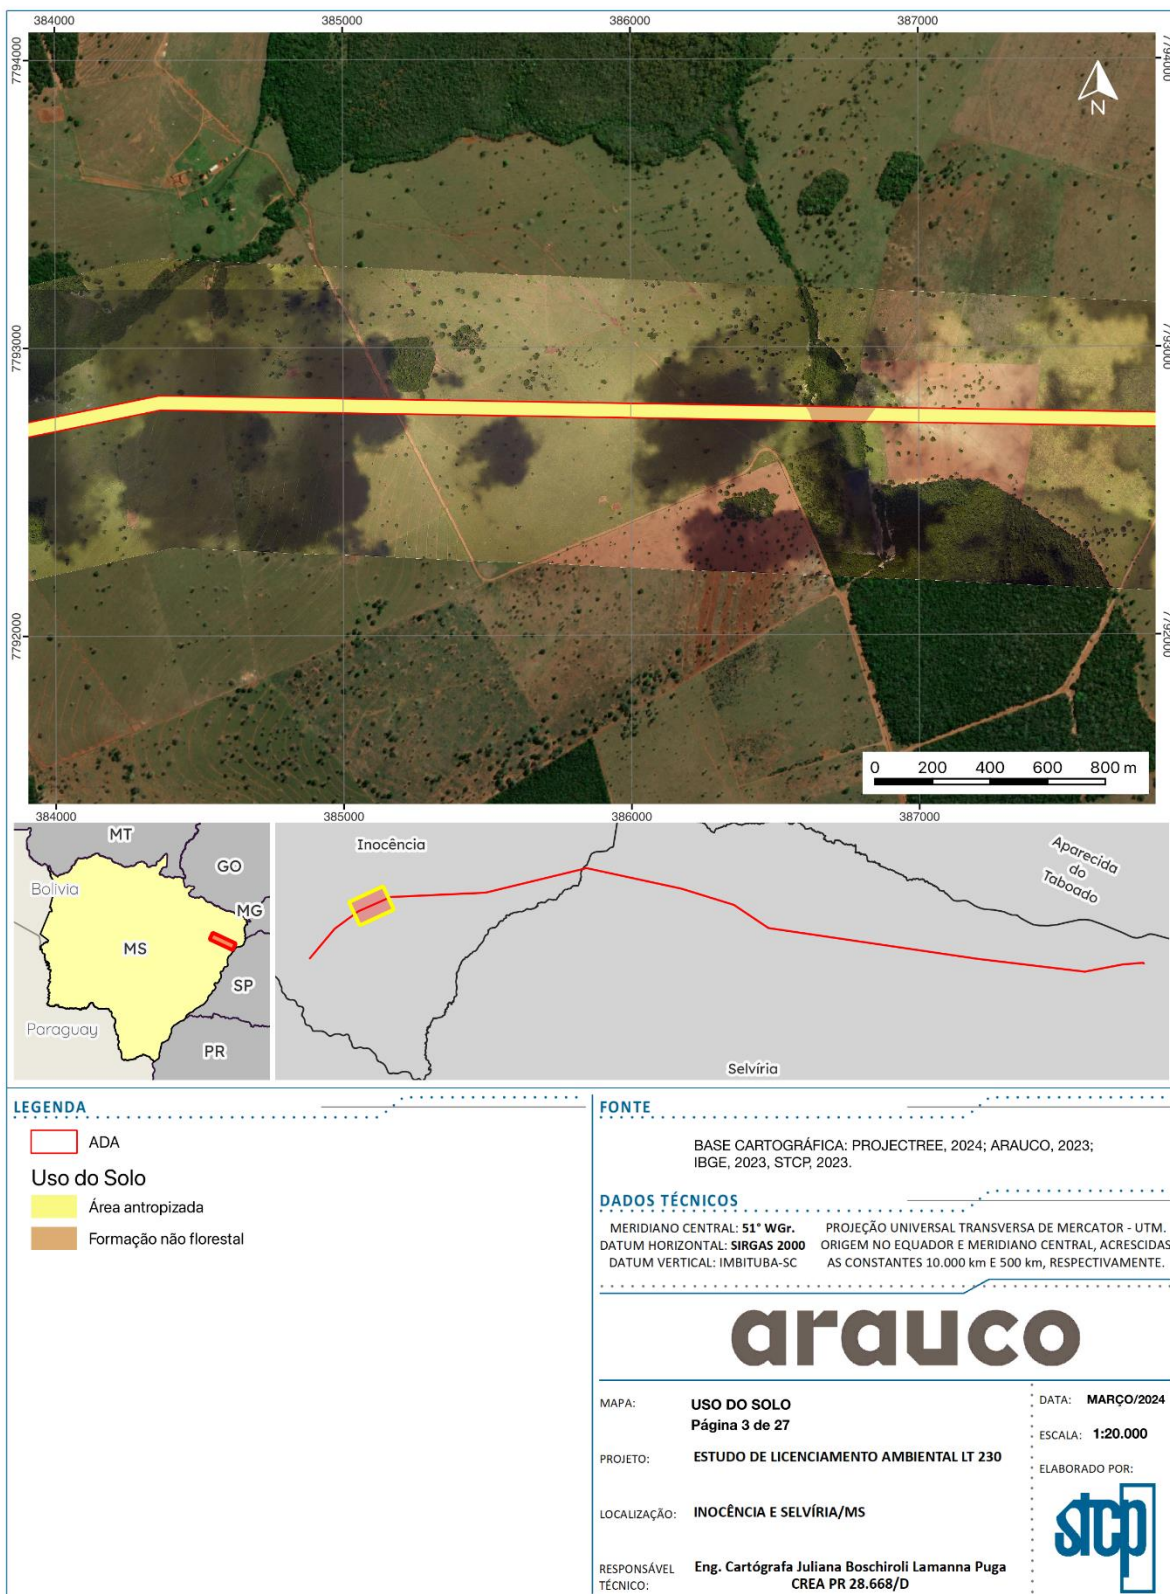 384000 385000 386000 387000
7794000 7794000
N
7793000 7793000
7792000 7792000
0 200 400 600 800 m
384000 385000 386000 387000
MT
GO
Bolivia
MG
MS
SP
Paraguay
PR
Inocência
Aparecida
do
Taboado
Selvíria
LEGENDA
ADA
Uso do Solo
Área antropizada
Formação não florestal
FONTE
BASE CARTOGRÁFICA: PROJECTREE, 2024; ARAUCO, 2023;
IBGE, 2023, STCP, 2023.
DADOS TÉCNICOS
MERIDIANO CENTRAL: 51° WGr.
DATUM HORIZONTAL: SIRGAS 2000
DATUM VERTICAL: IMBITUBA-SC
PROJEÇÃO UNIVERSAL TRANSVERSA DE MERCATOR - UTM.
ORIGEM NO EQUADOR E MERIDIANO CENTRAL, ACRESCIDAS
AS CONSTANTES 10.000 km E 500 km, RESPECTIVAMENTE.
arauco
MAPA: USO DO SOLO
Página 3 de 27
PROJETO: ESTUDO DE LICENCIAMENTO AMBIENTAL LT 230
LOCALIZAÇÃO: INOCÊNCIA E SELVÍRIA/MS
RESPONSÁVEL TÉCNICO: Eng. Cartógrafa Juliana Boschiroli Lamanna Puga
CREA PR 28.668/D
DATA: MARÇO/2024
ESCALA: 1:20.000
ELABORADO POR:
stcp